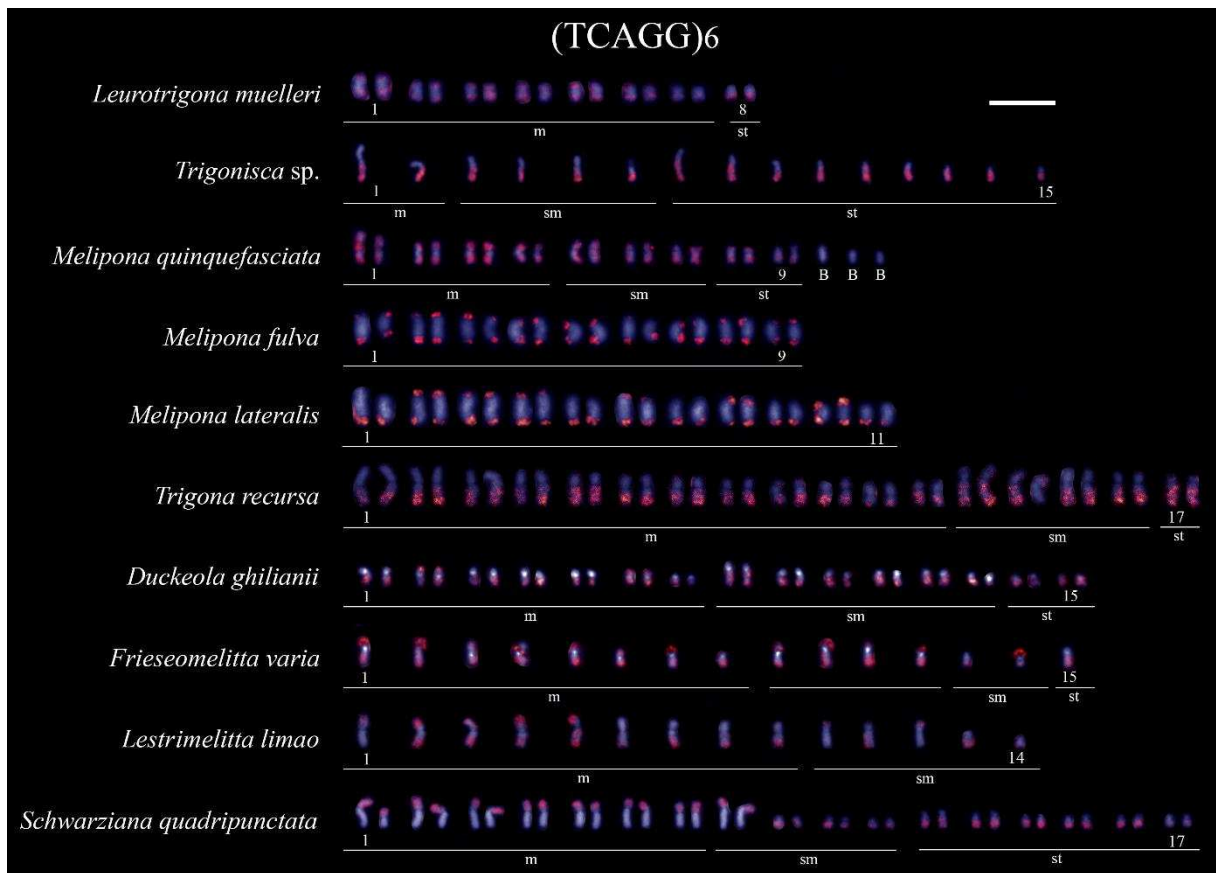 (TCAGG)6
Leurotrigona muelleri
1 8
m st
Trigonisca sp.
1 15
m sm st
Melipona quinquefasciata
1 9 B B B
m sm st
Melipona fulva
1 9
Melipona lateralis
1 11
Trigona recursa
1 17
m sm st
Duckeola ghilianii
1 15
m sm st
Frieseomelitta varia
1 15
m sm st
Lestrimelitta limao
1 14
m sm
Schwarziana quadripunctata
1 17
m sm st